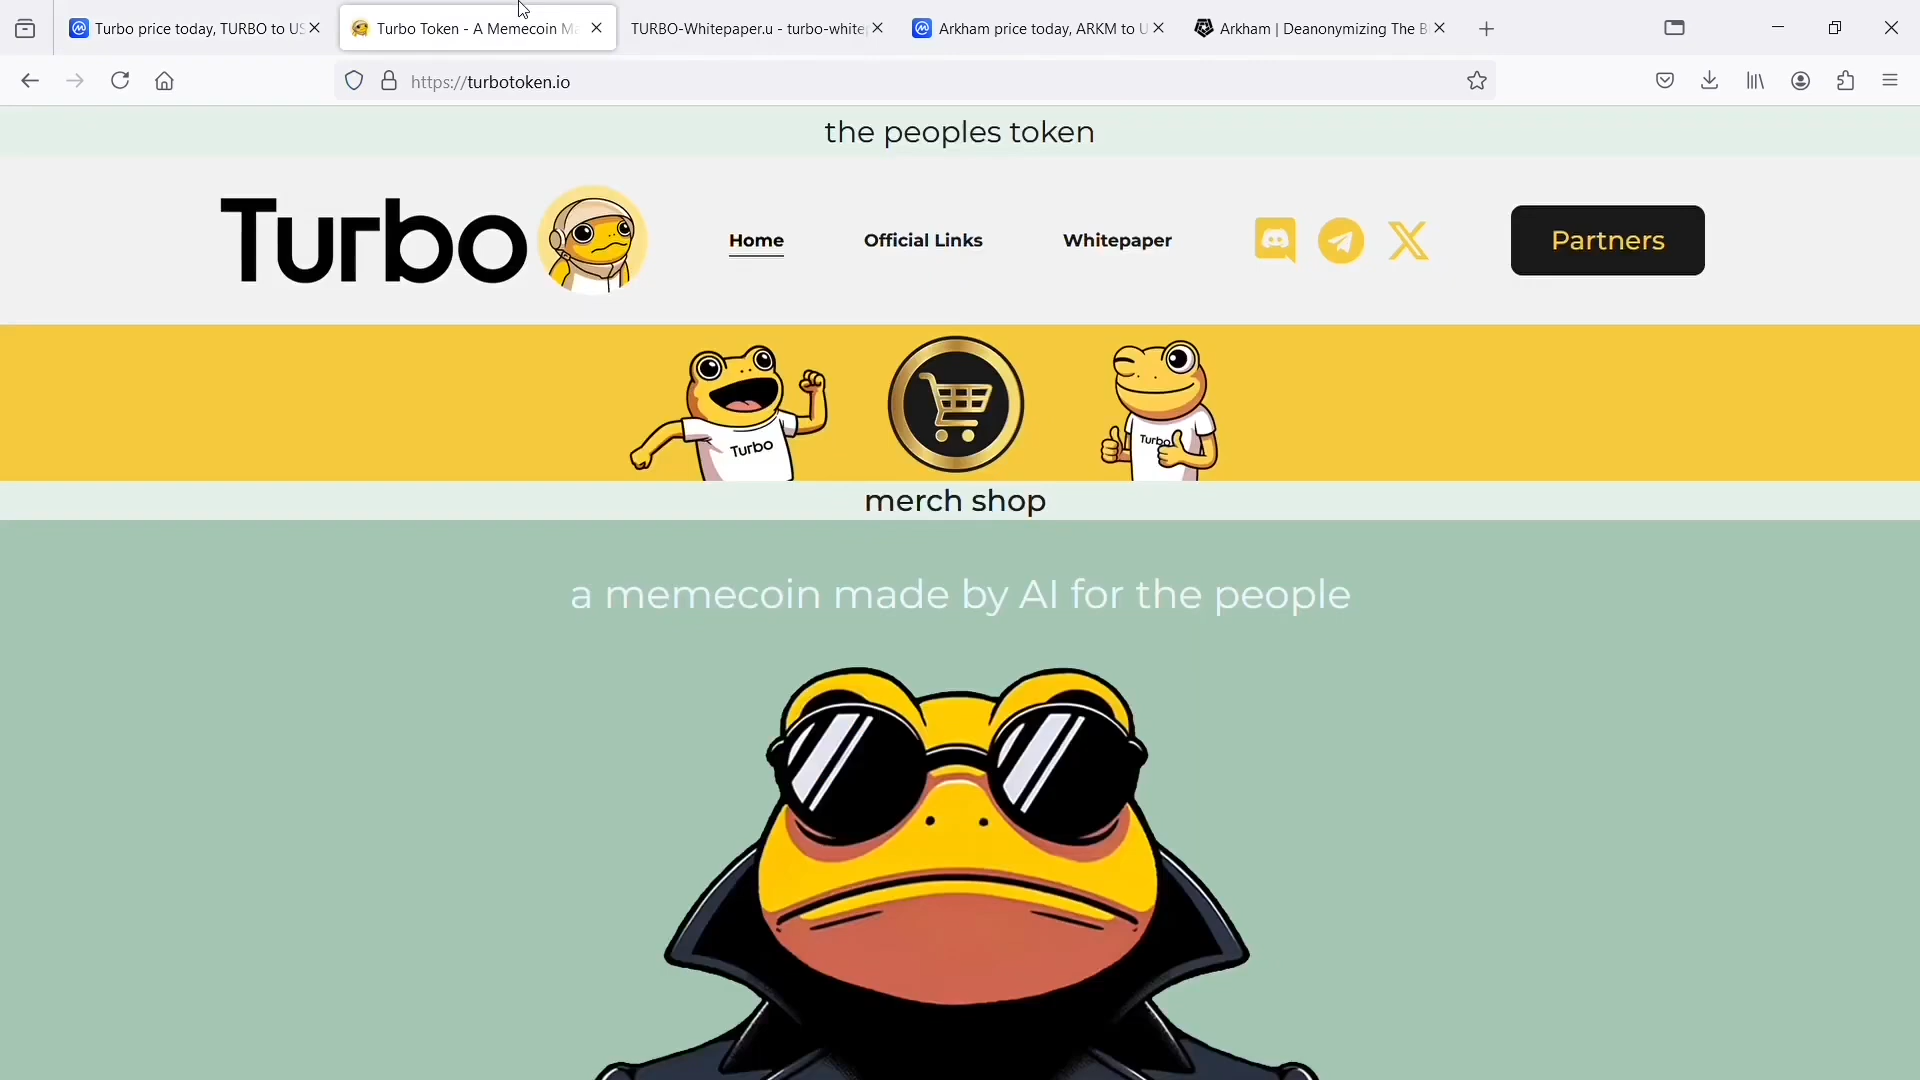 Turbo price today, TURBO to US
Turbo Token - A Memecoin Ma
TURBO-Whitepaper.u - turbo-white
Arkham price today, ARKM to U
Arkham | Deanonymizing The B
https://turbotoken.io
the peoples token
Turbo
Home
Official Links
Whitepaper
Partners
Turbo
Turbo
merch shop
a memecoin made by AI for the people